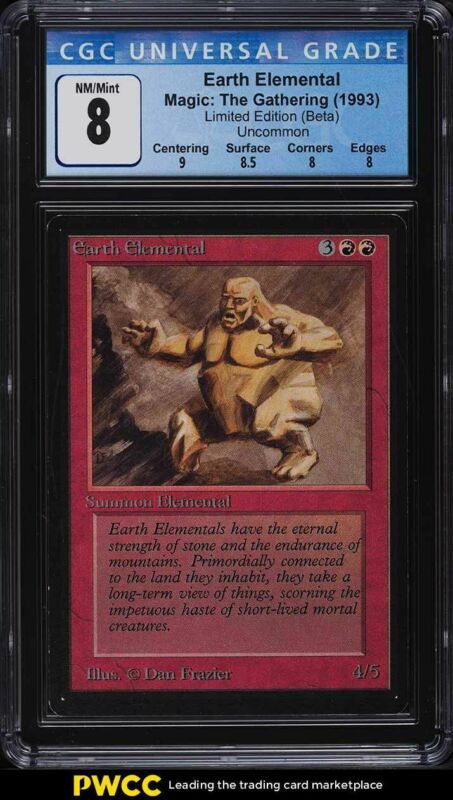 CGC UNIVERSAL GRADE
NM/Mint
8
Earth Elemental
Magic: The Gathering (1993)
Limited Edition (Beta)
Uncommon
Centering Surface Corners Edges
9 8.5 8 8
Earth Elemental 3
Summon Elemental
Earth Elementals have the eternal
strength of stone and the endurance of
mountains. Primordially connected
to the land they inhabit, they take a
long-term view of things, scorning the
impetuous haste of short-lived mortal
creatures.
Illus. © Dan Frazier 4/5
PWCC Leading the trading card marketplace